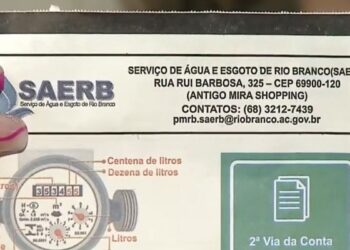 SERVIÇO DE ÁGUA E ESGOTO DE RIO BRANCO(SAE
RUA RUI BARBOSA, 325 – CEP 69900-120
(ANTIGO MIRA SHOPPING)
CONTATOS: (68) 3212-7439
pmrb.saerb@riobranco.ac.gov.br
SAERB
Serviço de Água e Esgoto de Rio Branco
Centena de litros
Dezena de litros
Litros
2ª Via da Conta